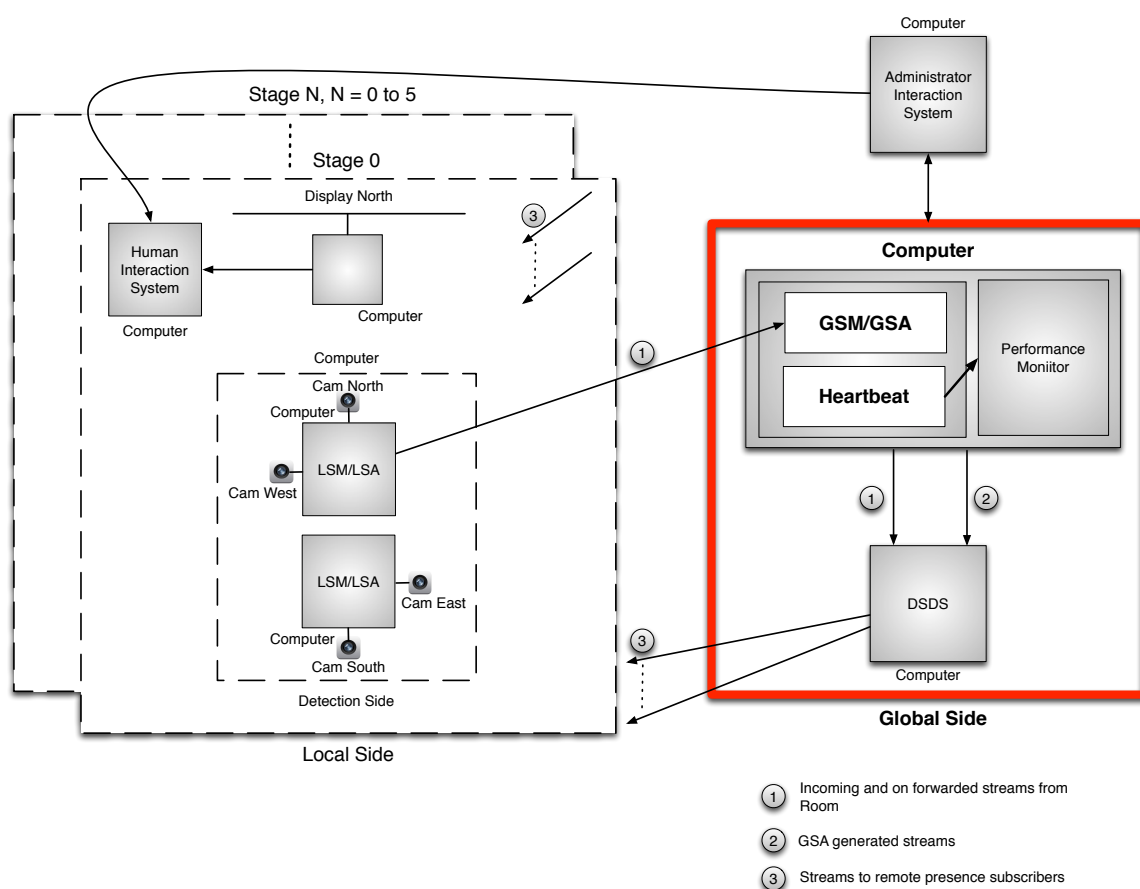 Computer
Administrator
Interaction
System
Stage N, N = 0 to 5
Stage 0
Display North
3
Human
Interaction
System
Computer
Computer
Computer
Cam North
Computer
LSM/LSA
Cam West
LSM/LSA
Cam East
Computer
Cam South
Detection Side
Local Side
1
Computer
GSM/GSA
Heartbeat
Performance
Moniitor
1
2
DSDS
Computer
3
Global Side
1 Incoming and on forwarded streams from
Room
2 GSA generated streams
3 Streams to remote presence subscribers